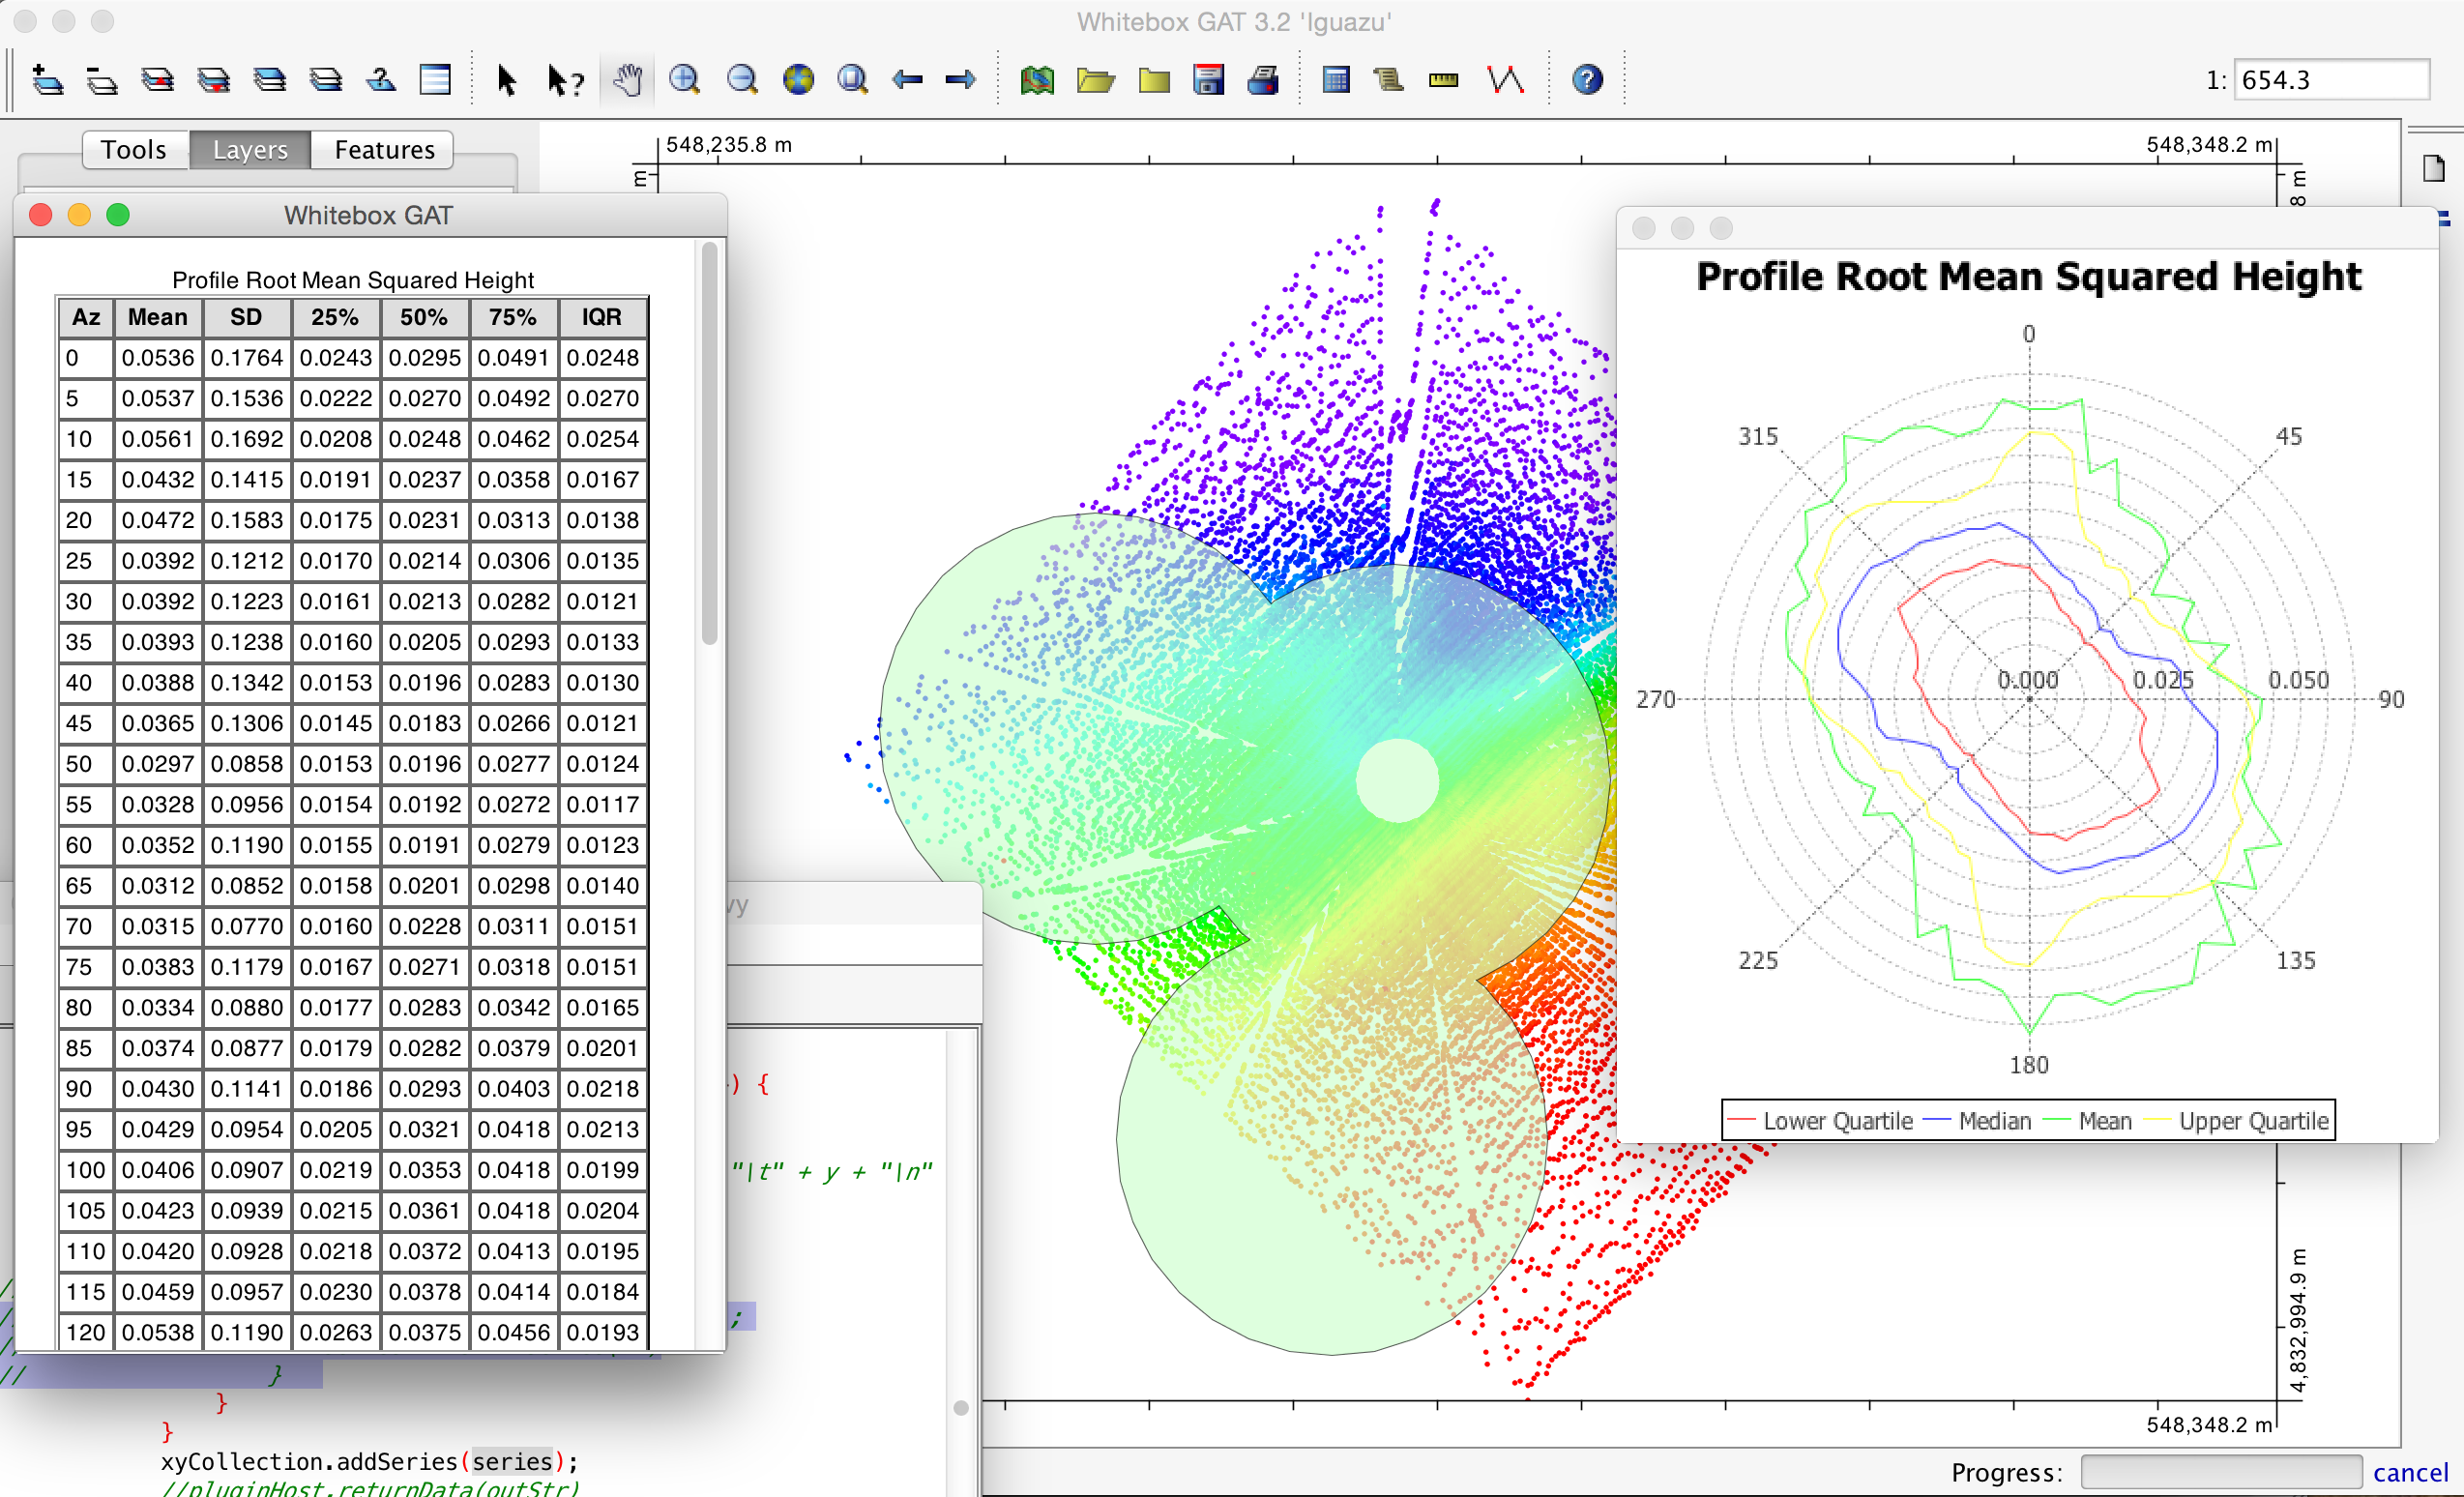 Whitebox GAT 3.2 'Iguazu'
1: 654.3
Tools Layers Features
548,235.8 m
548,348.2 m
m
8 m
Whitebox GAT
Profile Root Mean Squared Height
Az Mean SD 25% 50% 75% IQR
0 0.0536 0.1764 0.0243 0.0295 0.0491 0.0248
5 0.0537 0.1536 0.0222 0.0270 0.0492 0.0270
10 0.0561 0.1692 0.0208 0.0248 0.0462 0.0254
15 0.0432 0.1415 0.0191 0.0237 0.0358 0.0167
20 0.0472 0.1583 0.0175 0.0231 0.0313 0.0138
25 0.0392 0.1212 0.0170 0.0214 0.0306 0.0135
30 0.0392 0.1223 0.0161 0.0213 0.0282 0.0121
35 0.0393 0.1238 0.0160 0.0205 0.0293 0.0133
40 0.0388 0.1342 0.0153 0.0196 0.0283 0.0130
45 0.0365 0.1306 0.0145 0.0183 0.0266 0.0121
50 0.0297 0.0858 0.0153 0.0196 0.0277 0.0124
55 0.0328 0.0956 0.0154 0.0192 0.0272 0.0117
60 0.0352 0.1190 0.0155 0.0191 0.0279 0.0123
65 0.0312 0.0852 0.0158 0.0201 0.0298 0.0140
70 0.0315 0.0770 0.0160 0.0228 0.0311 0.0151
75 0.0383 0.1179 0.0167 0.0271 0.0318 0.0151
80 0.0334 0.0880 0.0177 0.0283 0.0342 0.0165
85 0.0374 0.0877 0.0179 0.0282 0.0379 0.0201
90 0.0430 0.1141 0.0186 0.0293 0.0403 0.0218
95 0.0429 0.0954 0.0205 0.0321 0.0418 0.0213
100 0.0406 0.0907 0.0219 0.0353 0.0418 0.0199
105 0.0423 0.0939 0.0215 0.0361 0.0418 0.0204
110 0.0420 0.0928 0.0218 0.0372 0.0413 0.0195
115 0.0459 0.0957 0.0230 0.0378 0.0414 0.0184
120 0.0538 0.1190 0.0263 0.0375 0.0456 0.0193
vy
) {
"\t" + y + "\n"
;
// }
}
}
xyCollection.addSeries(series);
//pluginHost.returnData(outStr)
Profile Root Mean Squared Height
0
315 45
270 0.000 0.025 0.050 90
225 135
180
Lower Quartile Median Mean Upper Quartile
4,832,994.9 m
548,348.2 m
Progress: cancel